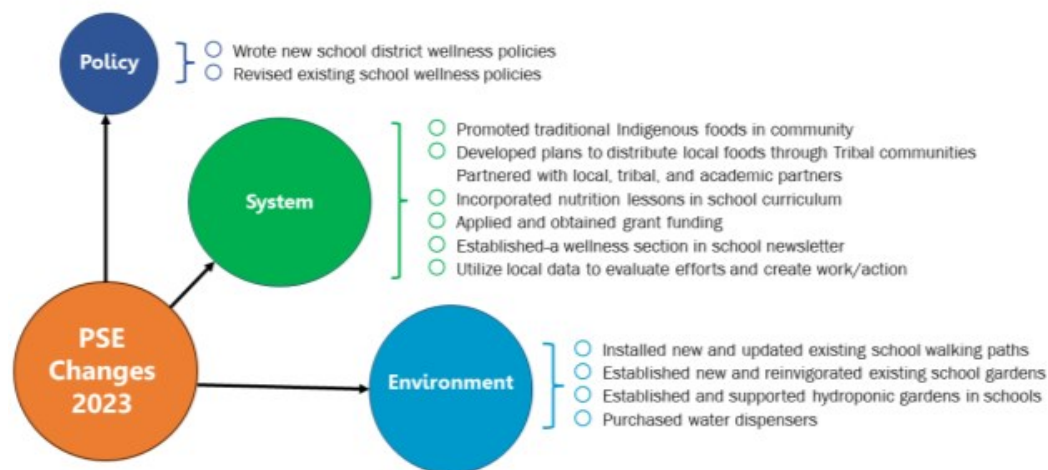 Policy
Wrote new school district wellness policies
Revised existing school wellness policies
System
Promoted traditional Indigenous foods in community
Developed plans to distribute local foods through Tribal communities
Partnered with local, tribal, and academic partners
Incorporated nutrition lessons in school curriculum
Applied and obtained grant funding
Established-a wellness section in school newsletter
Utilize local data to evaluate efforts and create work/action
PSE
Changes
2023
Environment
Installed new and updated existing school walking paths
Established new and reinvigorated existing school gardens
Established and supported hydroponic gardens in schools
Purchased water dispensers